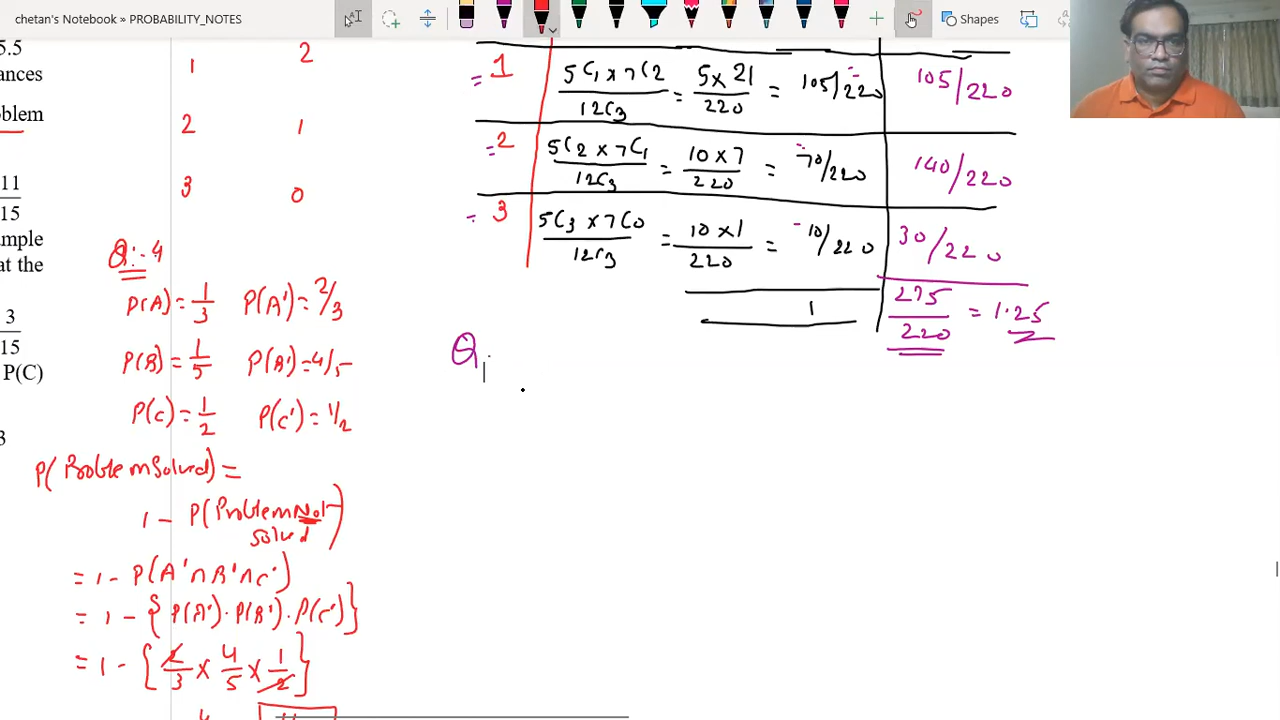 chetan's Notebook » PROBABILITY_NOTES
Shapes
5.5
ances
blem
11
15
ample
at the
3
15
P(C)
3
1 2
2 1
3 0
Q:-4
P(A)=1/3 P(A')=2/3
P(B)=1/5 P(B')=4/5
P(C)=1/2 P(C')=1/2
P(Problem Solved)=
1- P(Problem Not
solved)
=1- P(A'∩B'∩C')
=1-{P(A')·P(B')·P(C')}
=1-{2/3 x 4/5 x 1/2}
=1 5C1 x 7C2 / 12C3 = 5 x 21 / 220 = 105/220 105/220
=2 5C2 x 7C1 / 12C3 = 10 x 7 / 220 = 70/220 140/220
=3 5C3 x 7C0 / 12C3 = 10 x 1 / 220 = 10/220 30/220
1 275/220 = 1.25
Q